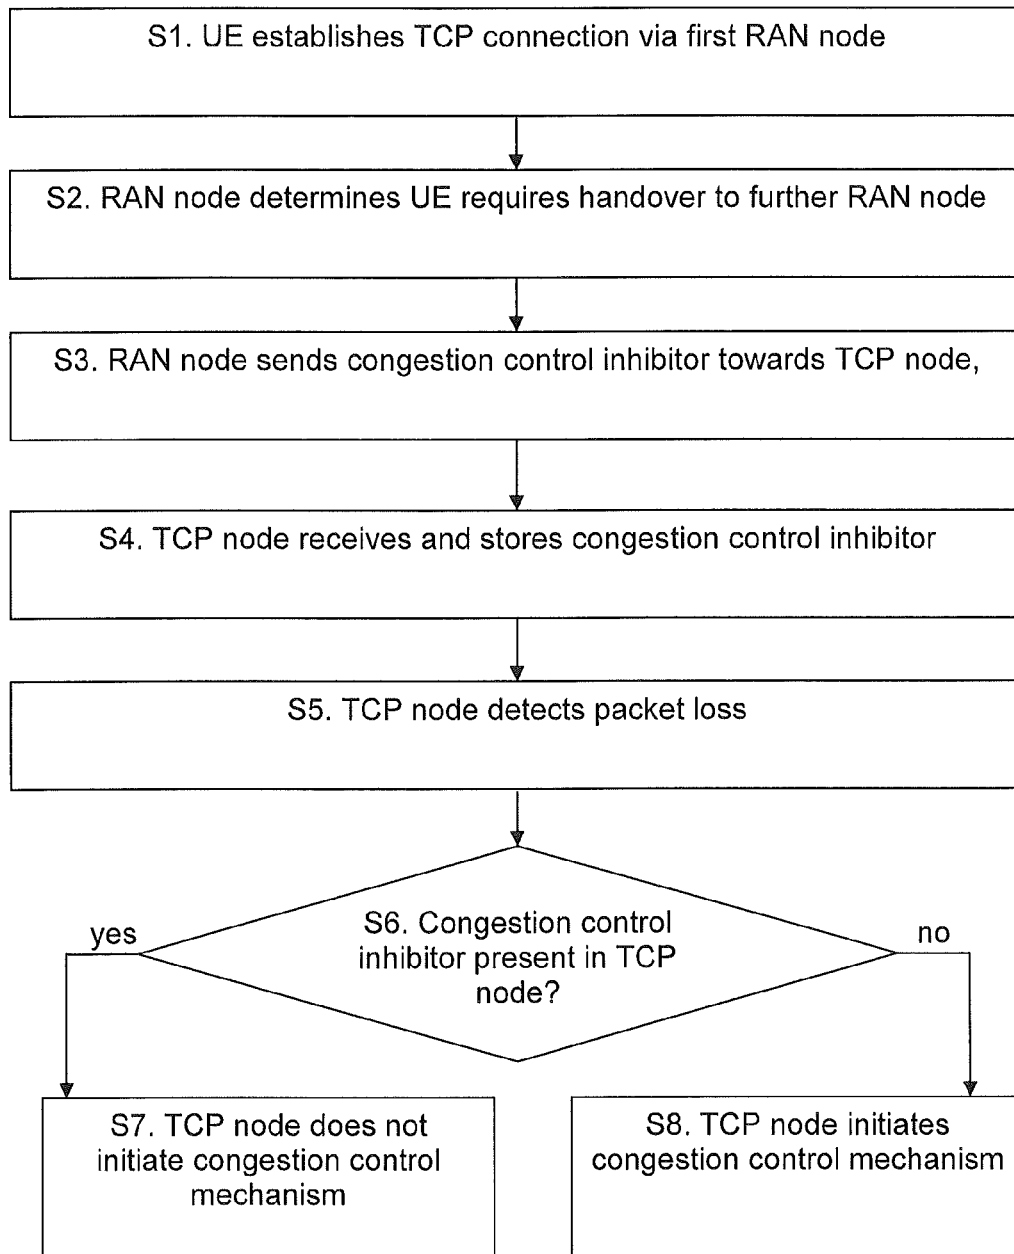 S1. UE establishes TCP connection via first RAN node
S2. RAN node determines UE requires handover to further RAN node
S3. RAN node sends congestion control inhibitor towards TCP node,
S4. TCP node receives and stores congestion control inhibitor
S5. TCP node detects packet loss
S6. Congestion control
inhibitor present in TCP
node?
yes
no
S7. TCP node does not
initiate congestion control
mechanism
S8. TCP node initiates
congestion control mechanism